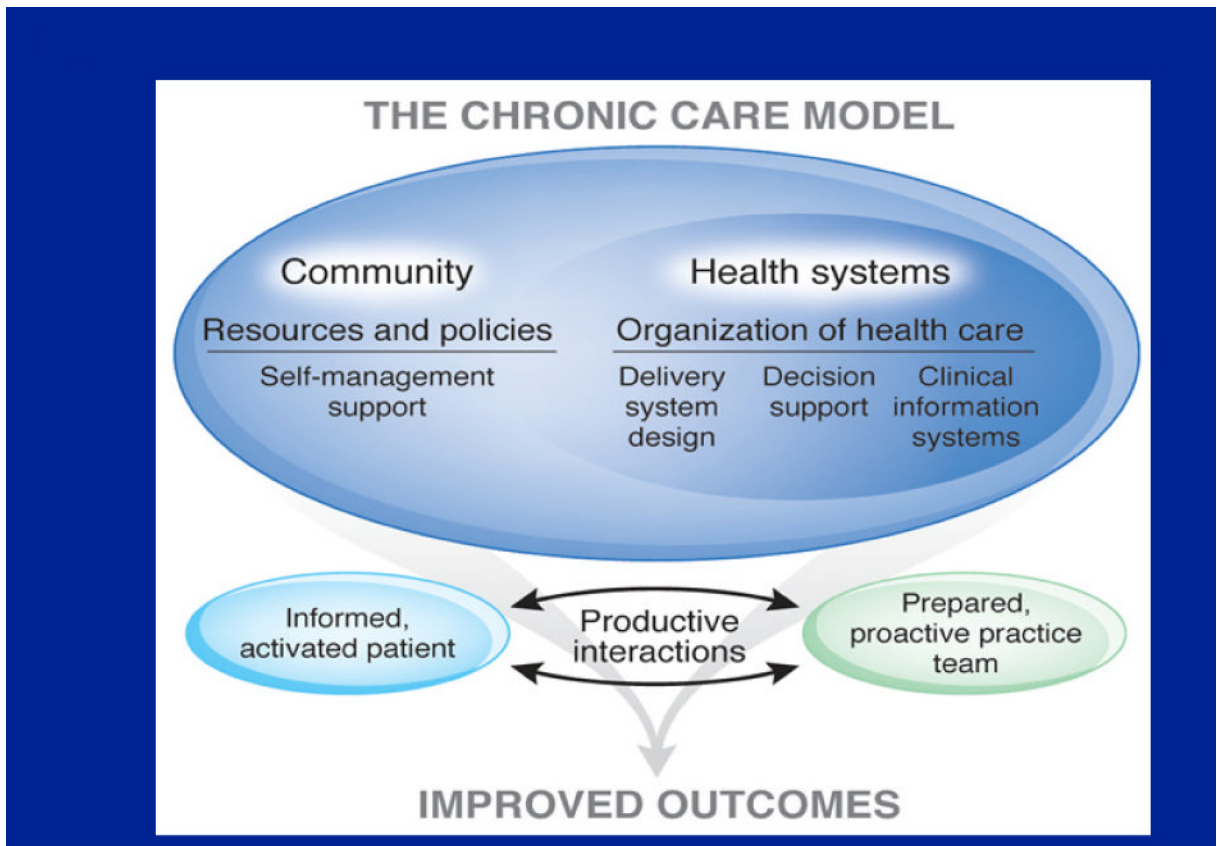 THE CHRONIC CARE MODEL
Community
Resources and policies
Self-management
support
Health systems
Organization of health care
Delivery
system
design
Decision
support
Clinical
information
systems
Informed,
activated patient
Productive
interactions
Prepared,
proactive practice
team
IMPROVED OUTCOMES